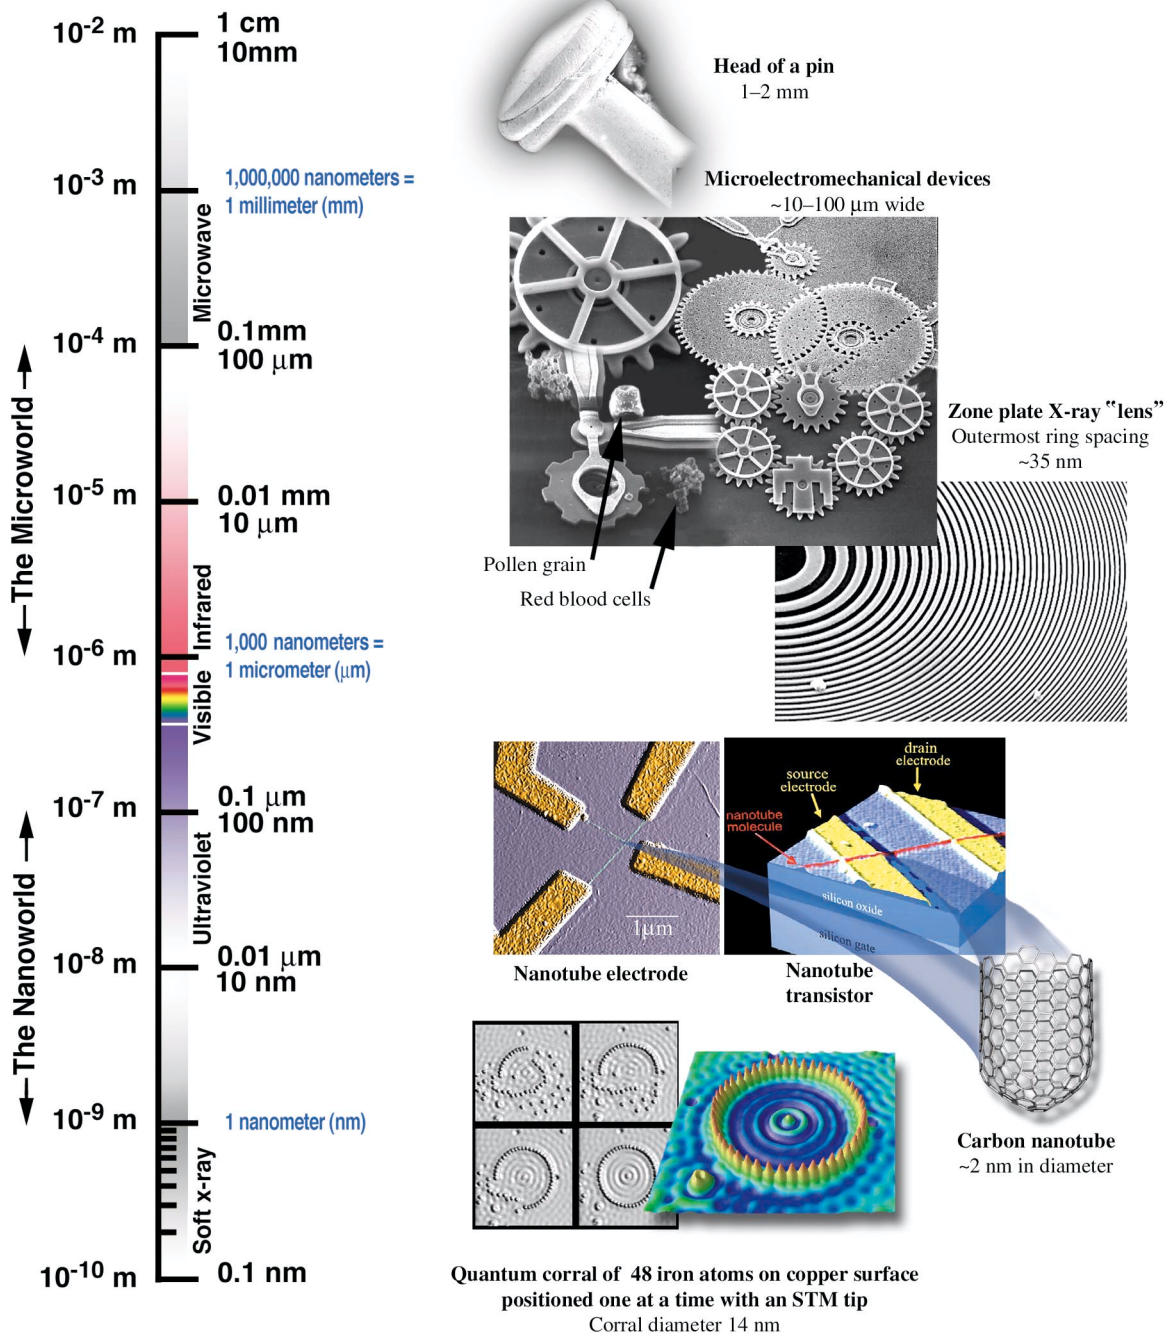 10-2 m
1 cm
10mm
10-3 m
1,000,000 nanometers =
1 millimeter (mm)
Microwave
10-4 m
0.1mm
100 μm
The Microworld
10-5 m
0.01 mm
10 μm
Infrared
10-6 m
1,000 nanometers =
1 micrometer (μm)
Visible
10-7 m
0.1 μm
100 nm
The Nanoworld
Ultraviolet
10-8 m
0.01 μm
10 nm
10-9 m
1 nanometer (nm)
Soft x-ray
10-10 m
0.1 nm
Head of a pin
1–2 mm
Microelectromechanical devices
~10–100 μm wide
Pollen grain
Red blood cells
Zone plate X-ray “lens”
Outermost ring spacing
~35 nm
1μm
Nanotube electrode
drain
electrode
source
electrode
nanotube
molecule
silicon oxide
silicon gate
Nanotube
transistor
Carbon nanotube
~2 nm in diameter
Quantum corral of 48 iron atoms on copper surface
positioned one at a time with an STM tip
Corral diameter 14 nm